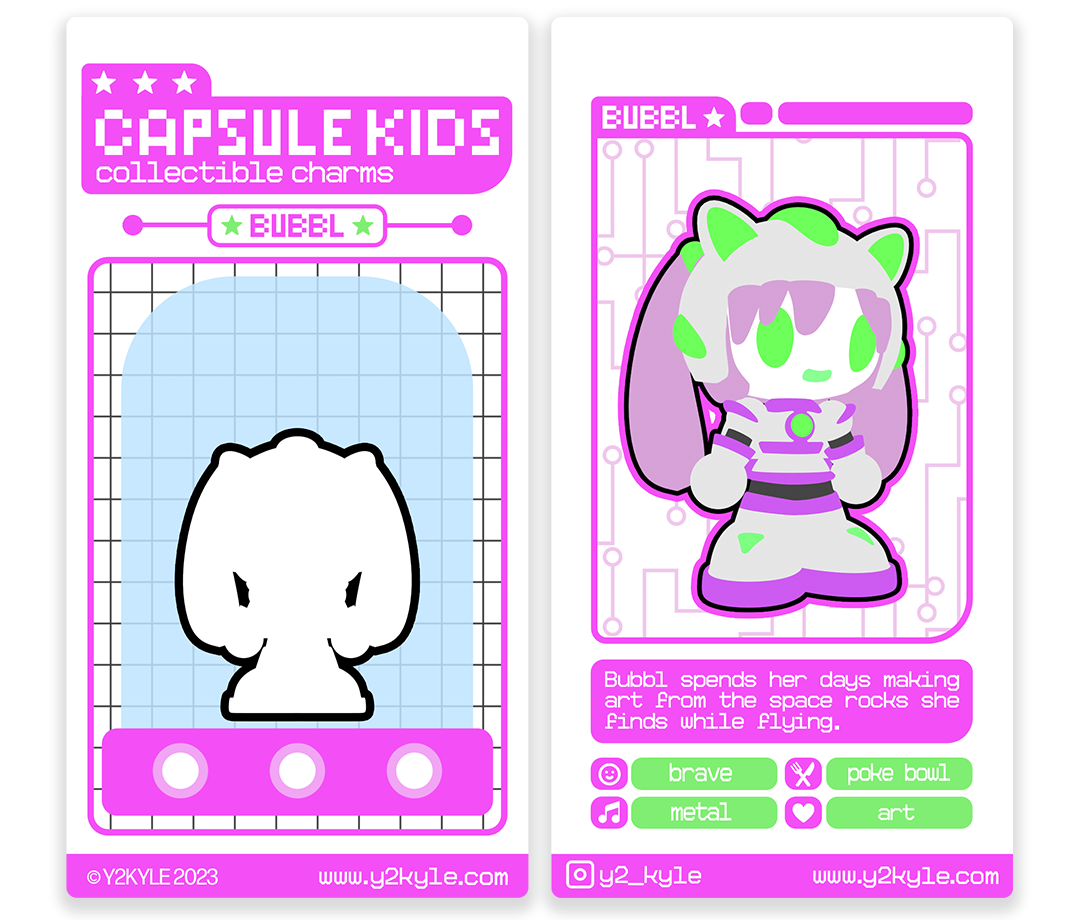 CAPSULE KIDS
collectible charms
BUBBL
©Y2KYLE 2023
www.y2kyle.com
BUBBL
Bubbl spends her days making
art from the space rocks she
finds while flying.
brave
poke bowl
metal
art
y2_kyle
www.y2kyle.com